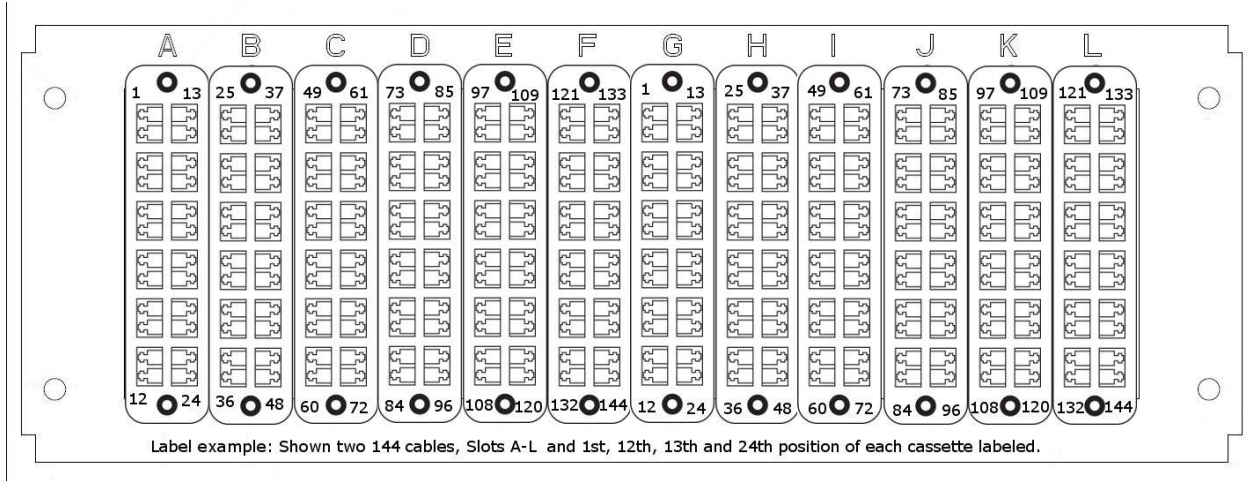 A B C D E F G H I J K L
1 13 25 37 49 61 73 85 97 109 121 133 1 13 25 37 49 61 73 85 97 109 121 133
12 24 36 48 60 72 84 96 108 120 132 144 12 24 36 48 60 72 84 96 108 120 132 144
Label example: Shown two 144 cables, Slots A-L and 1st, 12th, 13th and 24th position of each cassette labeled.